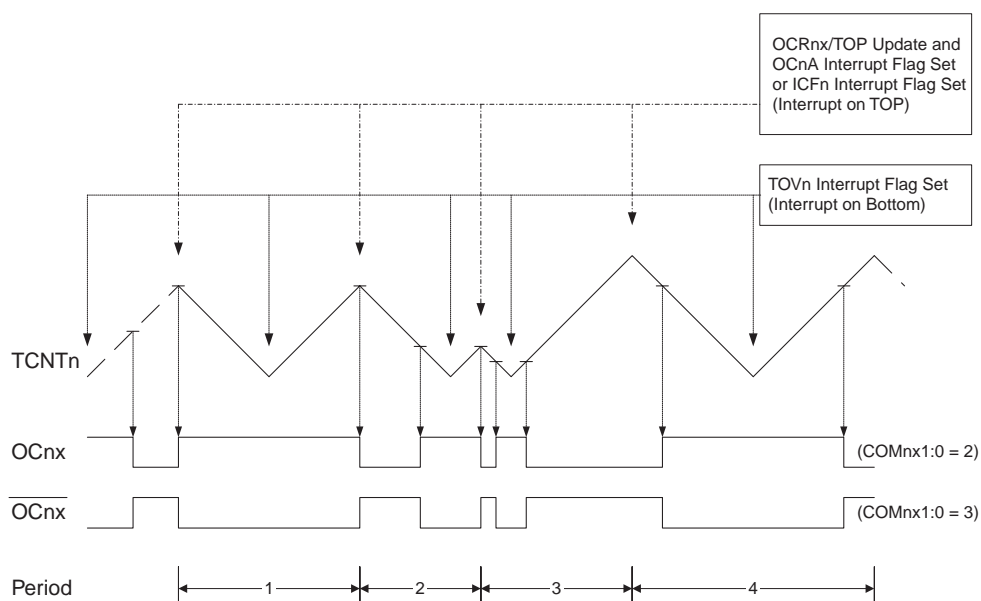 OCRnx/TOP Update and
OCnA Interrupt Flag Set
or ICFn Interrupt Flag Set
(Interrupt on TOP)
TOVn Interrupt Flag Set
(Interrupt on Bottom)
TCNTn
OCnx
(COMnx1:0 = 2)
OCnx
(COMnx1:0 = 3)
Period
1
2
3
4